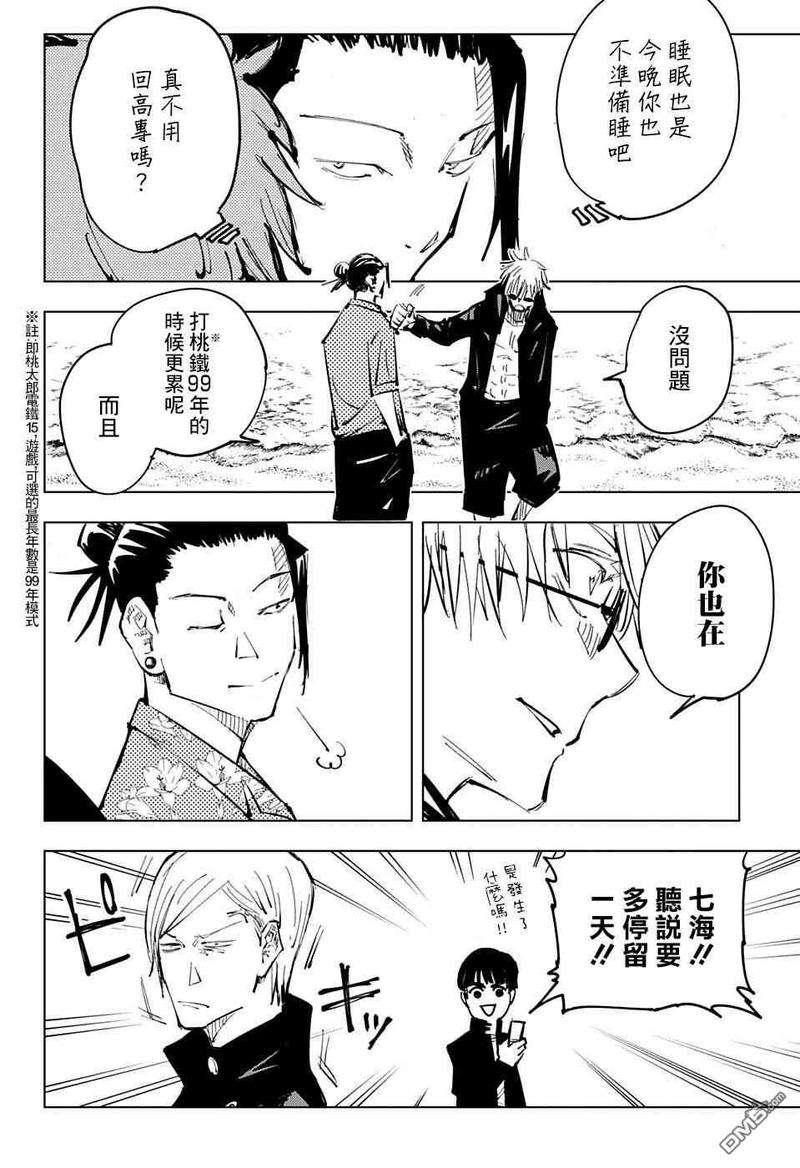 睡眠也是
今晚你也
不準備睡吧
真不用
回高專嗎？
沒問題
打桃鐵99年的
※
時候更累呢
而且
※註：即桃太郎電鐵15，遊戲可選的最長年數是99年模式
你也在
七海!!
聽說要
多停留
一天!!
是發生了
什麼嗎!!
ピキッ
DM5.com